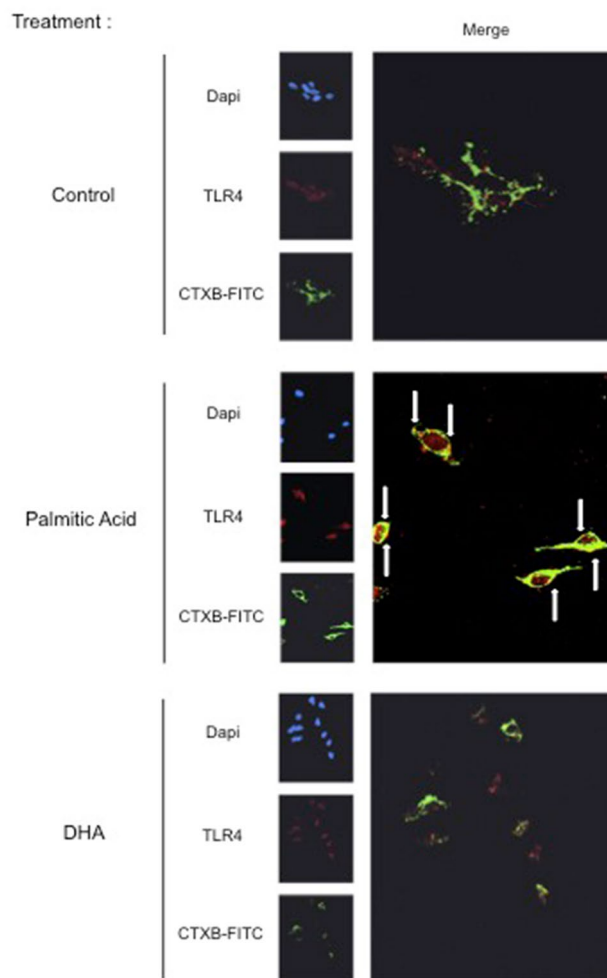 Treatment :
Merge
Dapi
Control
TLR4
CTXB-FITC
Dapi
Palmitic Acid
TLR4
CTXB-FITC
Dapi
DHA
TLR4
CTXB-FITC